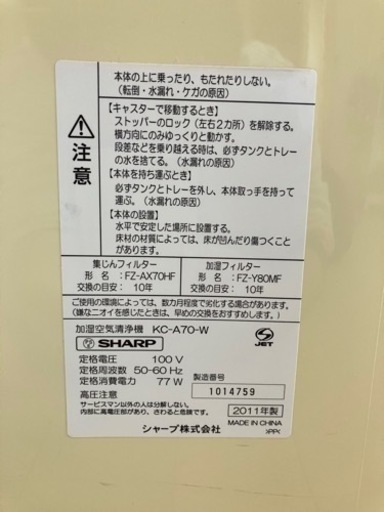 本体の上に乗ったり、もたれたりしない。
(転倒・水漏れ・ケガの原因)
注意
【キャスターで移動するとき】
ストッパーのロック(左右2カ所)を解除する。
横方向にのみゆっくりと動かす。
段差などを乗り越える時は、必ずタンクとトレー
の水を捨てる。(水漏れの原因)
【本体を持ち運ぶとき】
必ずタンクとトレーを外し、本体取っ手を持って
運ぶ。(水漏れの原因)
【本体の設置】
水平で安定した場所に設置する。
床材の材質によっては、床が凹んだり傷つくことが
あります。
集じんフィルター
形 名: FZ-AX70HF
交換の目安: 10年
加湿フィルター
形 名: FZ-Y80MF
交換の目安: 10年
ご使用の環境によっては、数カ月程度で劣化する場合があります。
(嫌なニオイを感じたときは、早めの交換をおすすめします)
加湿空気清浄機 KC-A70-W
SHARP
JET
定格電圧 100 V
定格周波数 50-60 Hz
定格消費電力 77 W
製造番号
1014759
高圧注意
サービスマン以外の人は分解しないでください。
内部に高電圧部があり、さわると危険です。
2011年製
MADE IN CHINA
シャープ株式会社
>PP<